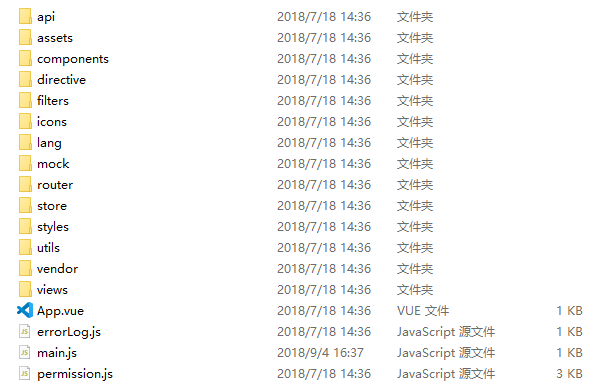 api 2018/7/18 14:36 文件夹
assets 2018/7/18 14:36 文件夹
components 2018/7/18 14:36 文件夹
directive 2018/7/18 14:36 文件夹
filters 2018/7/18 14:36 文件夹
icons 2018/7/18 14:36 文件夹
lang 2018/7/18 14:36 文件夹
mock 2018/7/18 14:36 文件夹
router 2018/7/18 14:36 文件夹
store 2018/7/18 14:36 文件夹
styles 2018/7/18 14:36 文件夹
utils 2018/7/18 14:36 文件夹
vendor 2018/7/18 14:36 文件夹
views 2018/7/18 14:36 文件夹
App.vue 2018/7/18 14:36 VUE 文件 1 KB
errorLog.js 2018/7/18 14:36 JavaScript 源文件 1 KB
main.js 2018/9/4 16:37 JavaScript 源文件 1 KB
permission.js 2018/7/18 14:36 JavaScript 源文件 3 KB